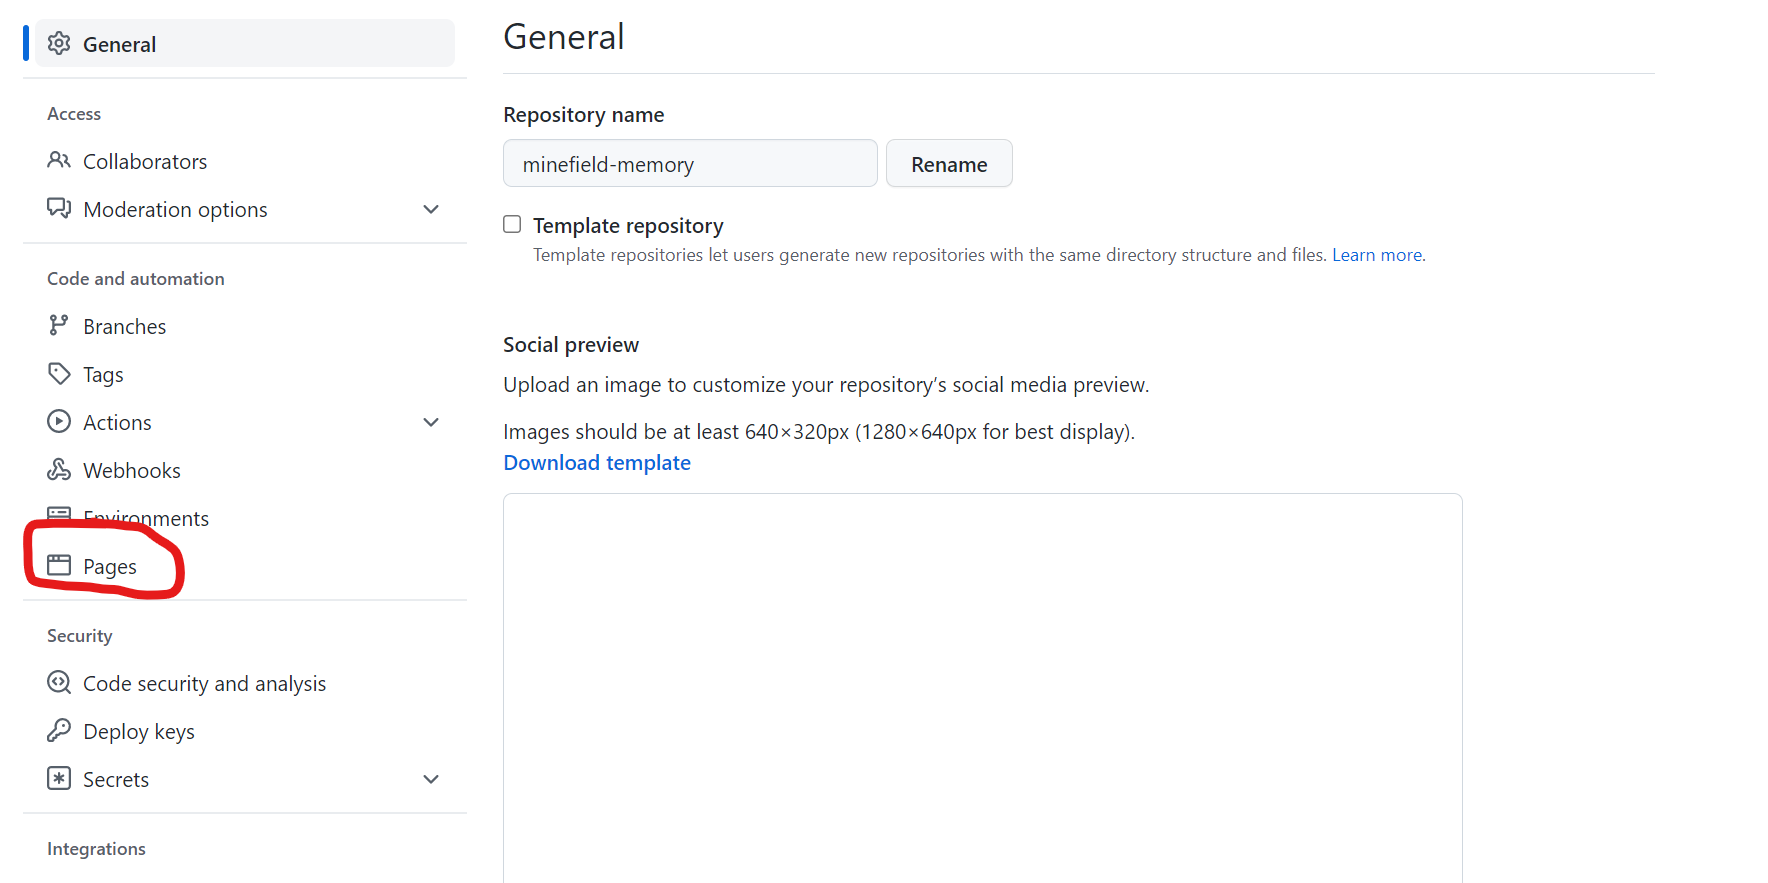 General
Access
Collaborators
Moderation options
Code and automation
Branches
Tags
Actions
Webhooks
Environments
Pages
Security
Code security and analysis
Deploy keys
Secrets
Integrations
General
Repository name
minefield-memory
Rename
Template repository
Template repositories let users generate new repositories with the same directory structure and files. Learn more.
Social preview
Upload an image to customize your repository’s social media preview.
Images should be at least 640×320px (1280×640px for best display).
Download template